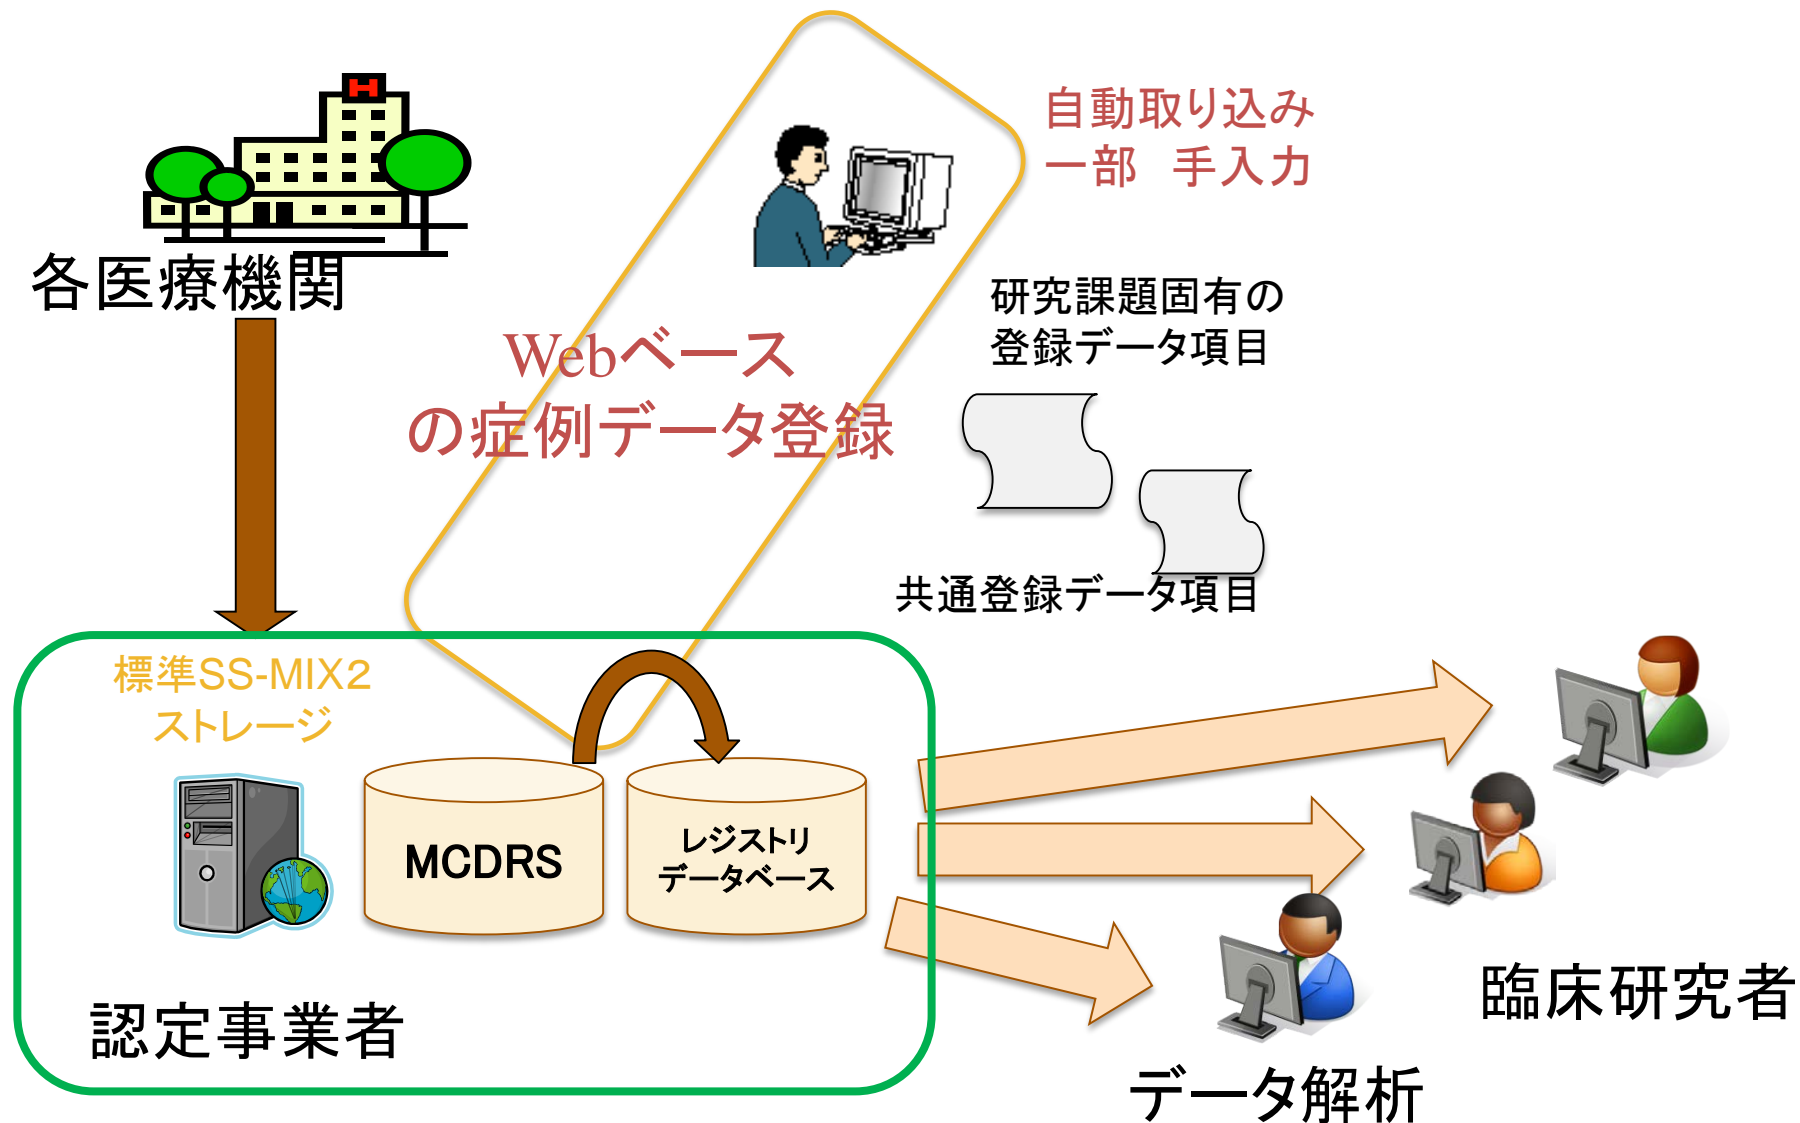 自動取り込み
一部　手入力
各医療機関
研究課題固有の
登録データ項目
Webベース
の症例データ登録
共通登録データ項目
標準SS-MIX２
ストレージ
MCDRS
レジストリ
データベース
認定事業者
臨床研究者
データ解析